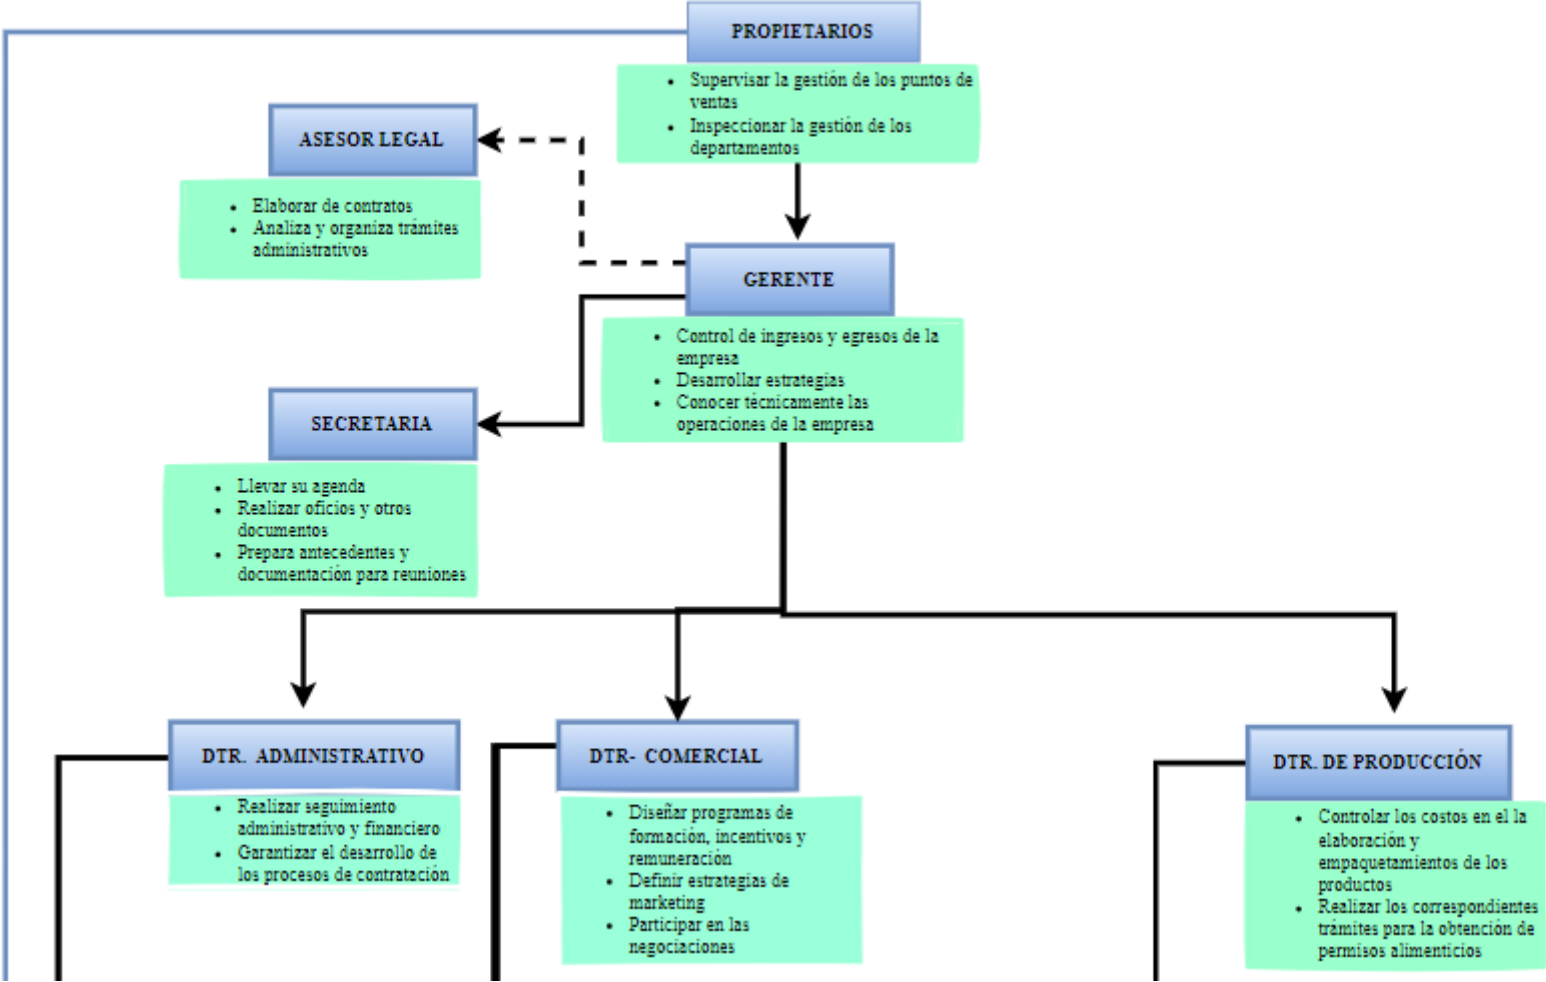 PROPIETARIOS
• Supervisar la gestión de los puntos de
ventas
• Inspeccionar la gestión de los
departamentos
ASESOR LEGAL
• Elaborar de contratos
• Analiza y organiza trámites
administrativos
GERENTE
• Control de ingresos y egresos de la
empresa
• Desarrollar estrategias
• Conocer técnicamente las
operaciones de la empresa
SECRETARIA
• Llevar su agenda
• Realizar oficios y otros
documentos
• Prepara antecedentes y
documentación para reuniones
DTR. ADMINISTRATIVO
• Realizar seguimiento
administrativo y financiero
• Garantizar el desarrollo de
los procesos de contratación
DTR- COMERCIAL
• Diseñar programas de
formación, incentivos y
remuneración
• Definir estrategias de
marketing
• Participar en las
negociaciones
DTR. DE PRODUCCIÓN
• Controlar los costos en el la
elaboración y
empaquetamientos de los
productos
• Realizar los correspondientes
trámites para la obtención de
permisos alimenticios